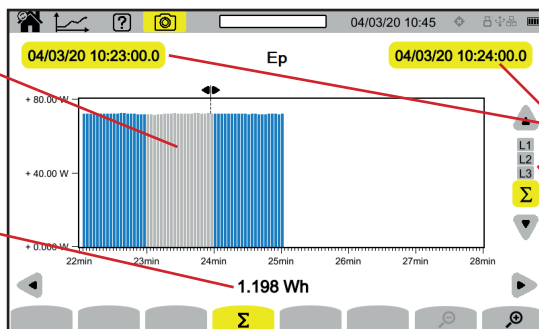 ? 04/03/20 10:45
04/03/20 10:23:00.0 Ep 04/03/20 10:24:00.0
+ 80.00 W
+ 40.00 W
+ 0.000 W
L1
L2
L3
Σ
22min 23min 24min 25min 26min 27min 28min
1.198 Wh
Σ